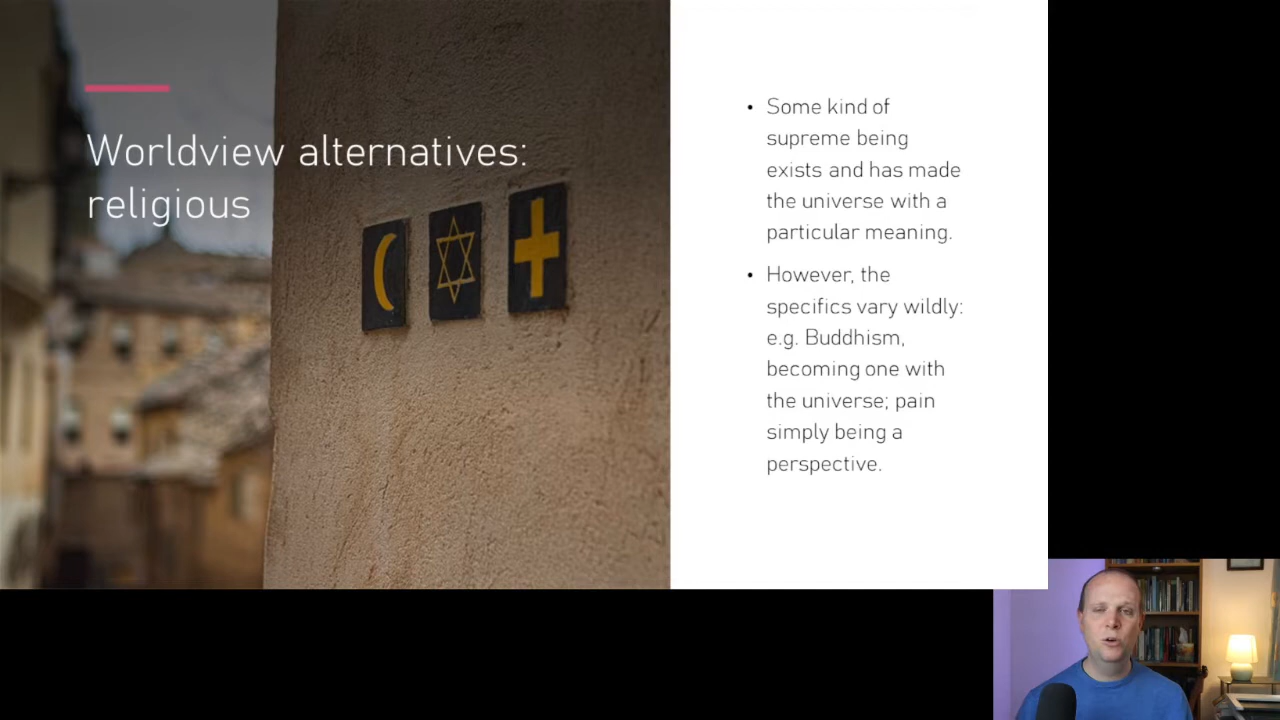 Worldview alternatives:
religious
• Some kind of
supreme being
exists and has made
the universe with a
particular meaning.
• However, the
specifics vary wildly:
e.g. Buddhism,
becoming one with
the universe; pain
simply being a
perspective.